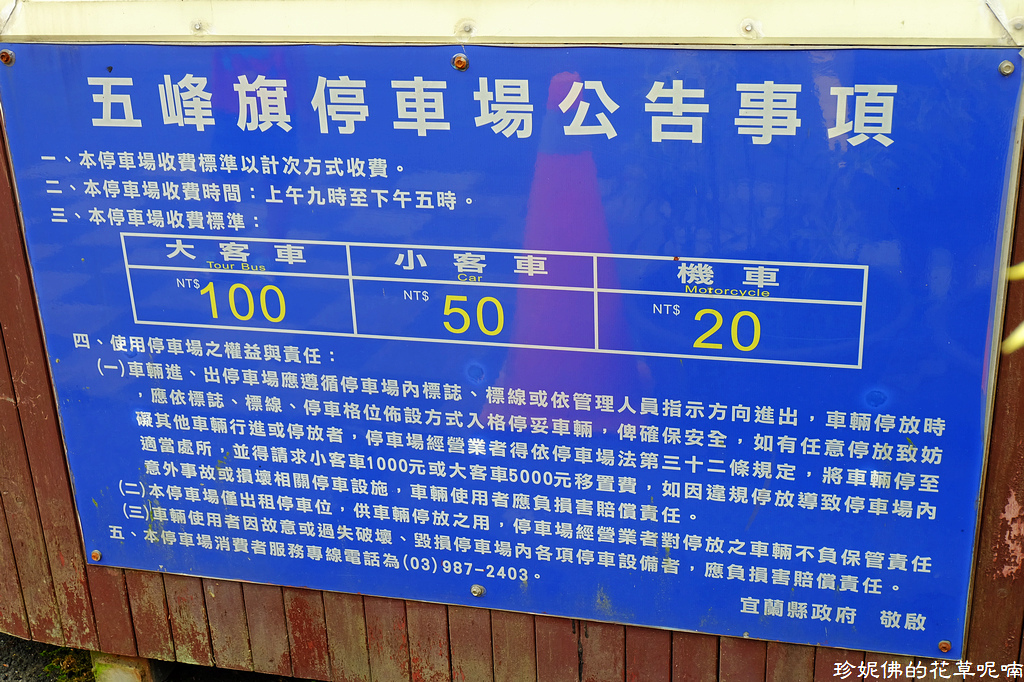 五峰旗停車場公告事項
一、本停車場收費標準以計次方式收費。
二、本停車場收費時間：上午九時至下午五時。
三、本停車場收費標準：
大客車 小客車 機車
Tour Bus Car Motorcycle
NT$100 NT$50 NT$20
四、使用停車場之權益與責任：
(一)車輛進、出停車場應遵循停車場內標誌、標線或依管理人員指示方向進出，車輛停放時
，應依標誌、標線、停車格位佈設方式入格停妥車輛，俾確保安全，如有任意停放致妨
礙其他車輛行進或停放者，停車場經營業者得依停車場法第三十二條規定，將車輛停至
適當處所，並得請求小客車1000元或大客車5000元移置費，如因違規停放導致停車場內
意外事故或損壞相關停車設施，車輛使用者應負損害賠償責任。
(二)本停車場僅出租停車位，供車輛停放之用，停車場經營業者對停放之車輛不負保管責任
(三)車輛使用者因故意或過失破壞、毀損停車場內各項停車設備者，應負損害賠償責任。
五、本停車場消費者服務專線電話為(03)987-2403。
宜蘭縣政府 敬啟
珍妮佛的花草呢喃